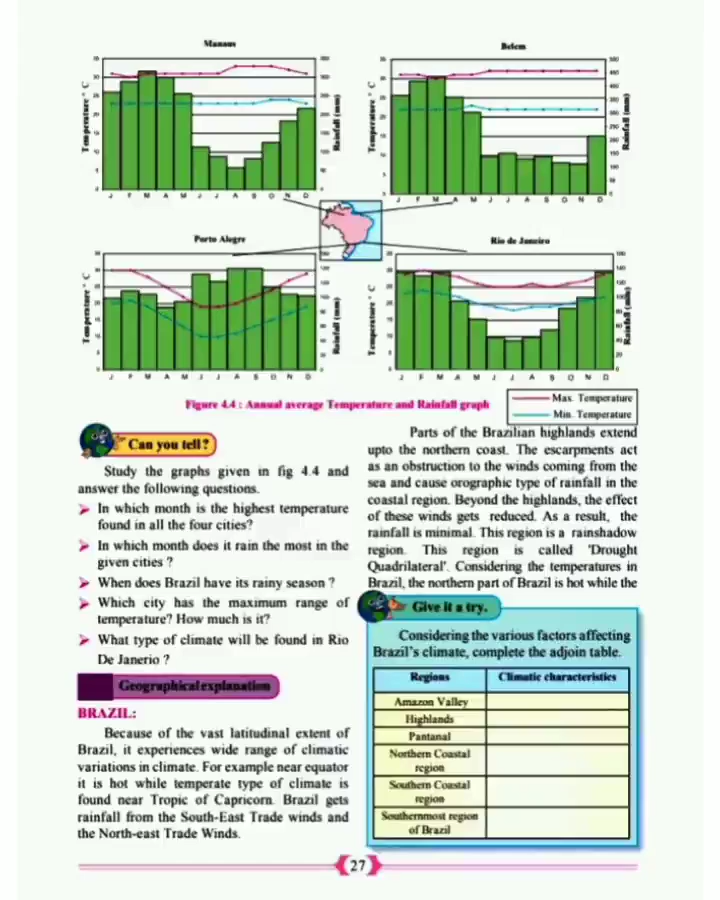 Manaus
Belem
Temperature ° C
Rainfall (mm)
Temperature ° C
Rainfall (mm)
J F M A M J J A S O N D
J F M A M J J A S O N D
Porto Alegre
Rio de Janeiro
Temperature ° C
Rainfall (mm)
Temperature ° C
Rainfall (mm)
J F M A M J J A S O N D
J F M A M J J A S O N D
Figure 4.4 : Annual average Temperature and Rainfall graph
Max. Temperature
Min. Temperature
Can you tell?
Study the graphs given in fig 4.4 and
answer the following questions.
In which month is the highest temperature
found in all the four cities?
In which month does it rain the most in the
given cities ?
When does Brazil have its rainy season ?
Which city has the maximum range of
temperature? How much is it?
What type of climate will be found in Rio
De Janerio ?
Geographical explanation
BRAZIL:
Because of the vast latitudinal extent of
Brazil, it experiences wide range of climatic
variations in climate. For example near equator
it is hot while temperate type of climate is
found near Tropic of Capricorn. Brazil gets
rainfall from the South-East Trade winds and
the North-east Trade Winds.
Parts of the Brazilian highlands extend
upto the northern coast. The escarpments act
as an obstruction to the winds coming from the
sea and cause orographic type of rainfall in the
coastal region. Beyond the highlands, the effect
of these winds gets reduced. As a result, the
rainfall is minimal. This region is a rainshadow
region. This region is called 'Drought
Quadrilateral'. Considering the temperatures in
Brazil, the northern part of Brazil is hot while the
Give it a try.
Considering the various factors affecting
Brazil's climate, complete the adjoin table.
Regions Climatic characteristics
Amazon Valley
Highlands
Pantanal
Northern Coastal
region
Southern Coastal
region
Southernmost region
of Brazil
27